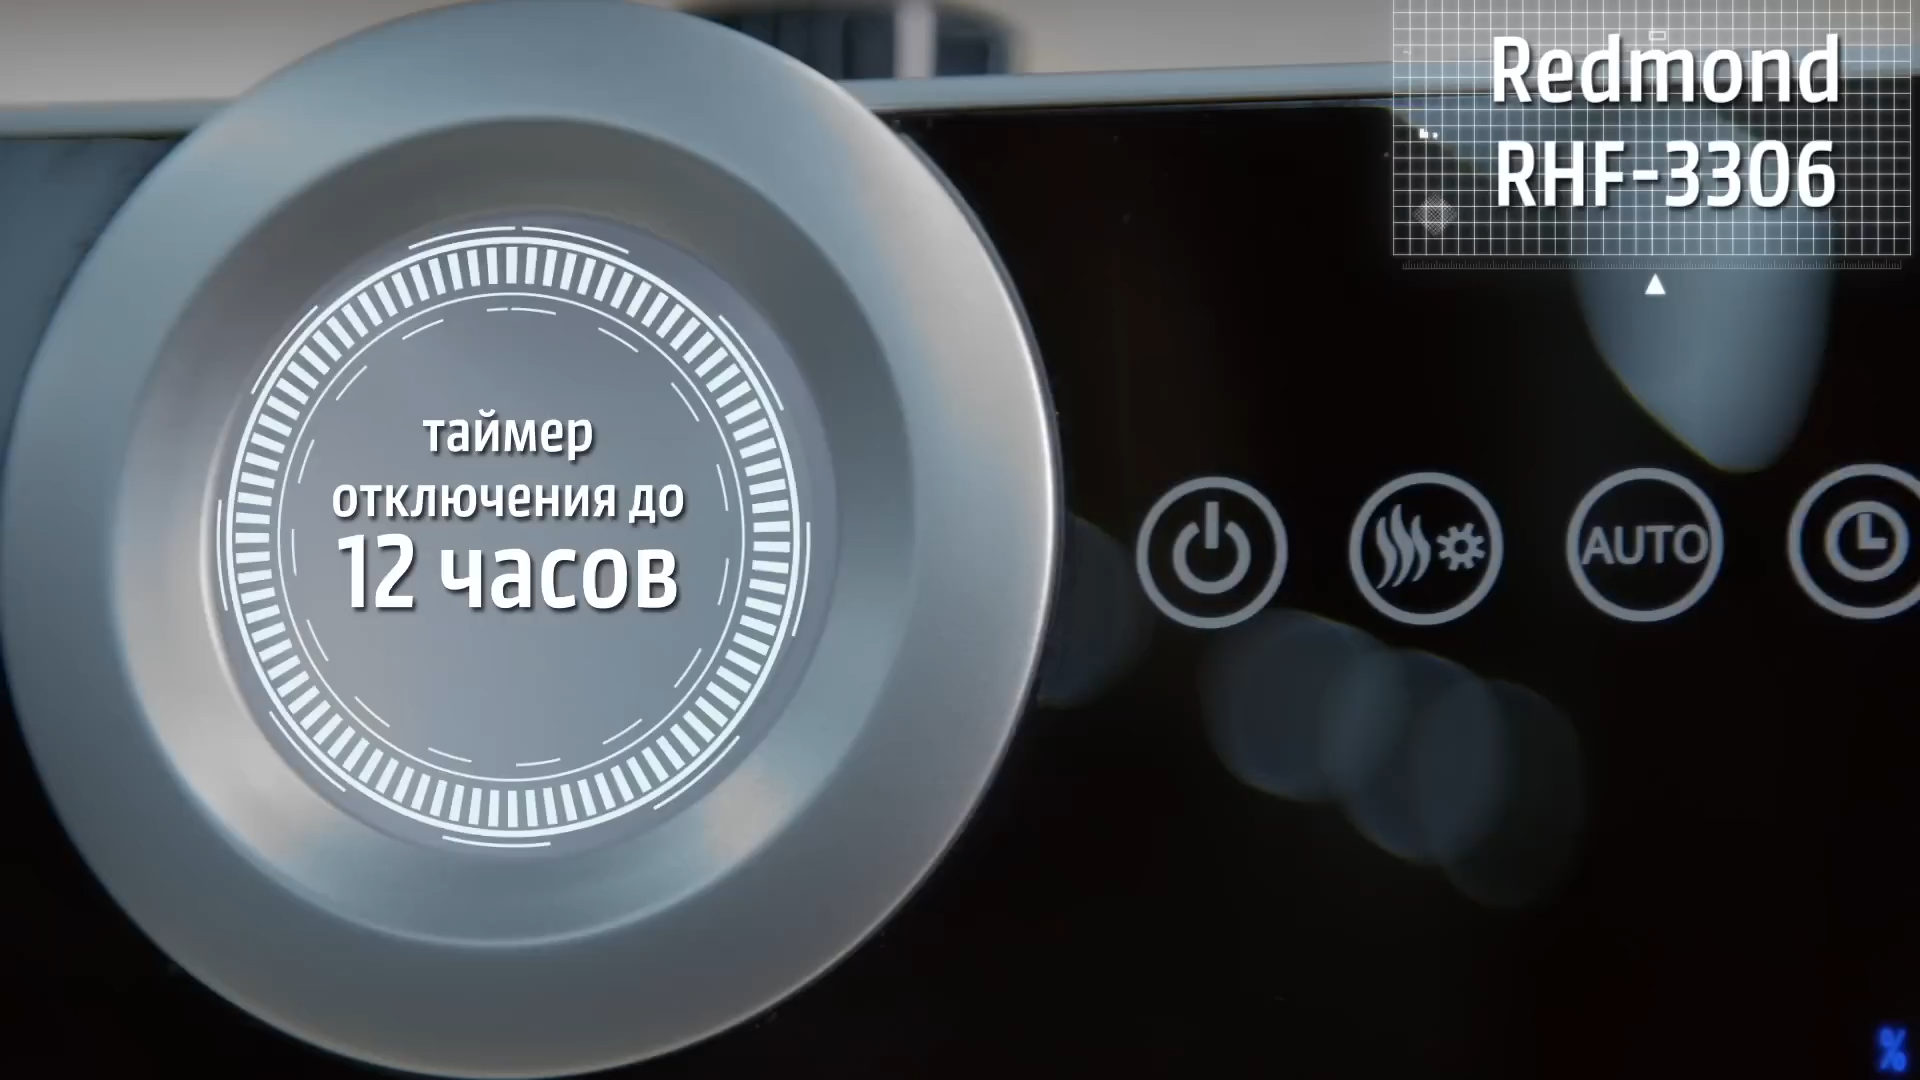 Redmond
RHF-3306
таймер
отключения до
12 часов
AUTO
%